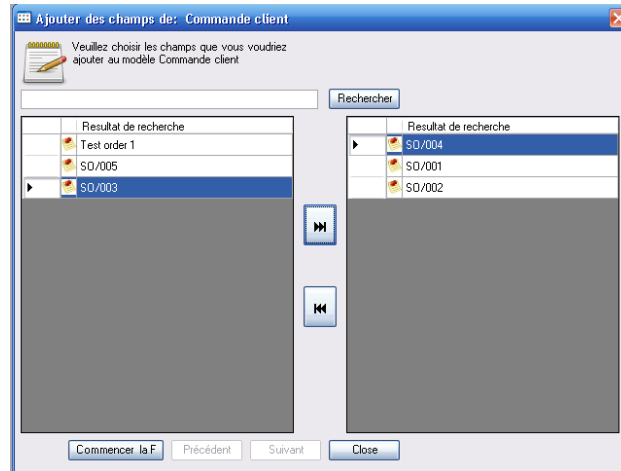 Ajouter des champs de: Commande client
Veuillez choisir les champs que vous voudriez
ajouter au modèle Commande client
Rechercher
Resultat de recherche
Test order 1
SO/005
SO/003
Resultat de recherche
SO/004
SO/001
SO/002
Commencer la F
Précédent
Suivant
Close